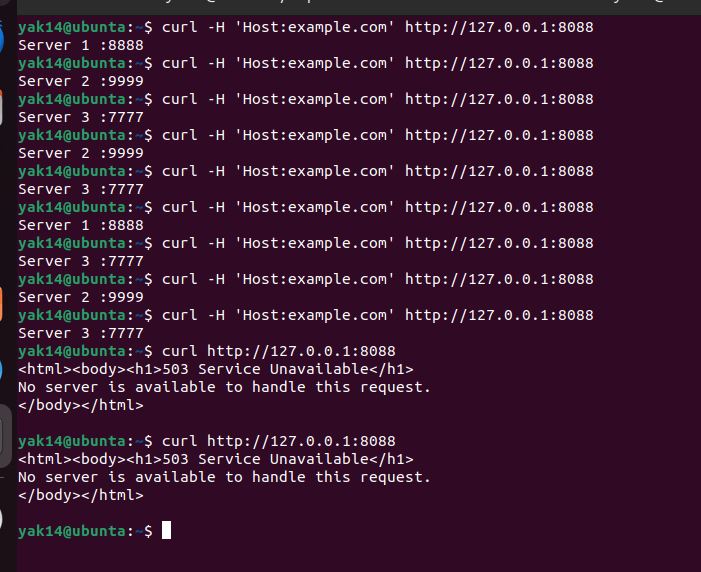 yak14@ubunta:~$ curl -H 'Host:example.com' http://127.0.0.1:8088
Server 1 :8888
yak14@ubunta:~$ curl -H 'Host:example.com' http://127.0.0.1:8088
Server 2 :9999
yak14@ubunta:~$ curl -H 'Host:example.com' http://127.0.0.1:8088
Server 3 :7777
yak14@ubunta:~$ curl -H 'Host:example.com' http://127.0.0.1:8088
Server 2 :9999
yak14@ubunta:~$ curl -H 'Host:example.com' http://127.0.0.1:8088
Server 3 :7777
yak14@ubunta:~$ curl -H 'Host:example.com' http://127.0.0.1:8088
Server 1 :8888
yak14@ubunta:~$ curl -H 'Host:example.com' http://127.0.0.1:8088
Server 3 :7777
yak14@ubunta:~$ curl -H 'Host:example.com' http://127.0.0.1:8088
Server 2 :9999
yak14@ubunta:~$ curl -H 'Host:example.com' http://127.0.0.1:8088
Server 3 :7777
yak14@ubunta:~$ curl http://127.0.0.1:8088
<html><body><h1>503 Service Unavailable</h1>
No server is available to handle this request.
</body></html>
yak14@ubunta:~$ curl http://127.0.0.1:8088
<html><body><h1>503 Service Unavailable</h1>
No server is available to handle this request.
</body></html>
yak14@ubunta:~$